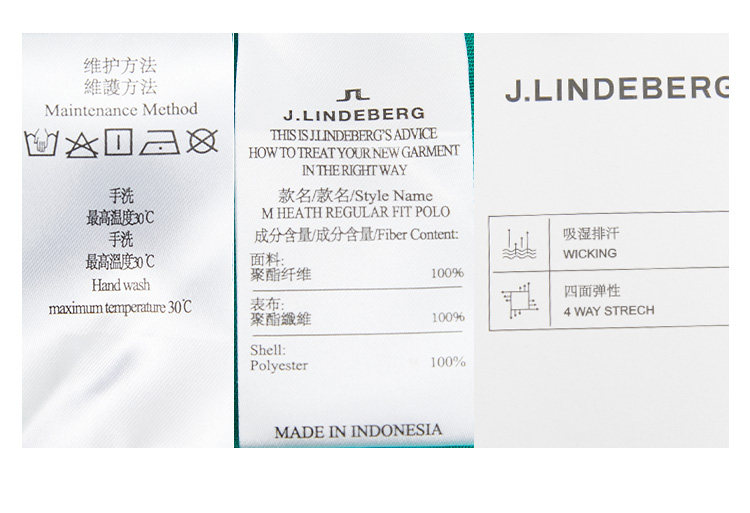 维护方法
維護方法
Maintenance Method
手洗
最高温度30℃
手洗
最高溫度30℃
Hand wash
maximum temperature 30℃
J.LINDEBERG
THIS IS J.LINDEBERG'S ADVICE
HOW TO TREAT YOUR NEW GARMENT
IN THE RIGHT WAY
款名/款名/Style Name
M HEATH REGULAR FIT POLO
成分含量/成分含量/Fiber Content:
面料:
聚酯纤维 100%
表布:
聚酯纖維 100%
Shell:
Polyester 100%
MADE IN INDONESIA
J.LINDEBERG
吸湿排汗
WICKING
四面弹性
4 WAY STRECH